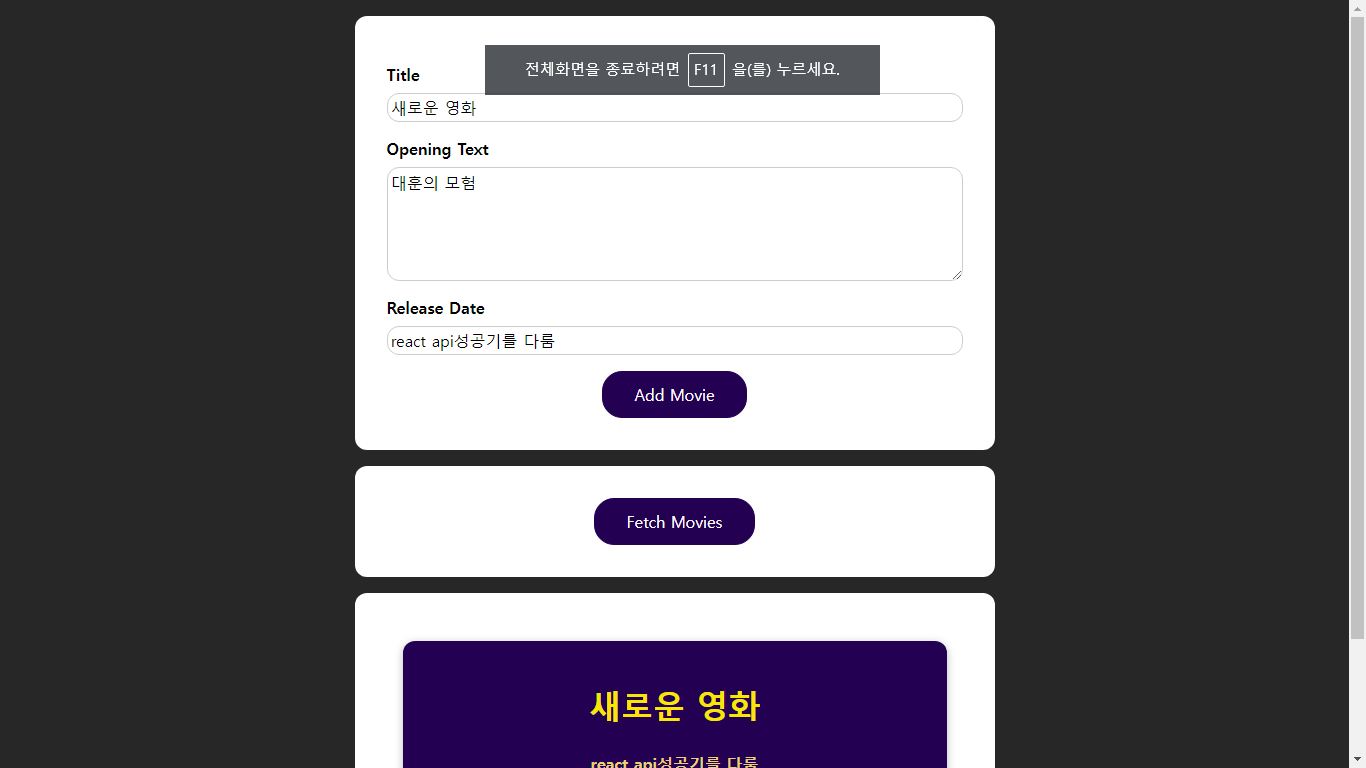 전체화면을 종료하려면 F11 을(를) 누르세요.
Title
새로운 영화
Opening Text
대훈의 모험
Release Date
react api성공기를 다룸
Add Movie
Fetch Movies
새로운 영화
react api성공기를 다룸